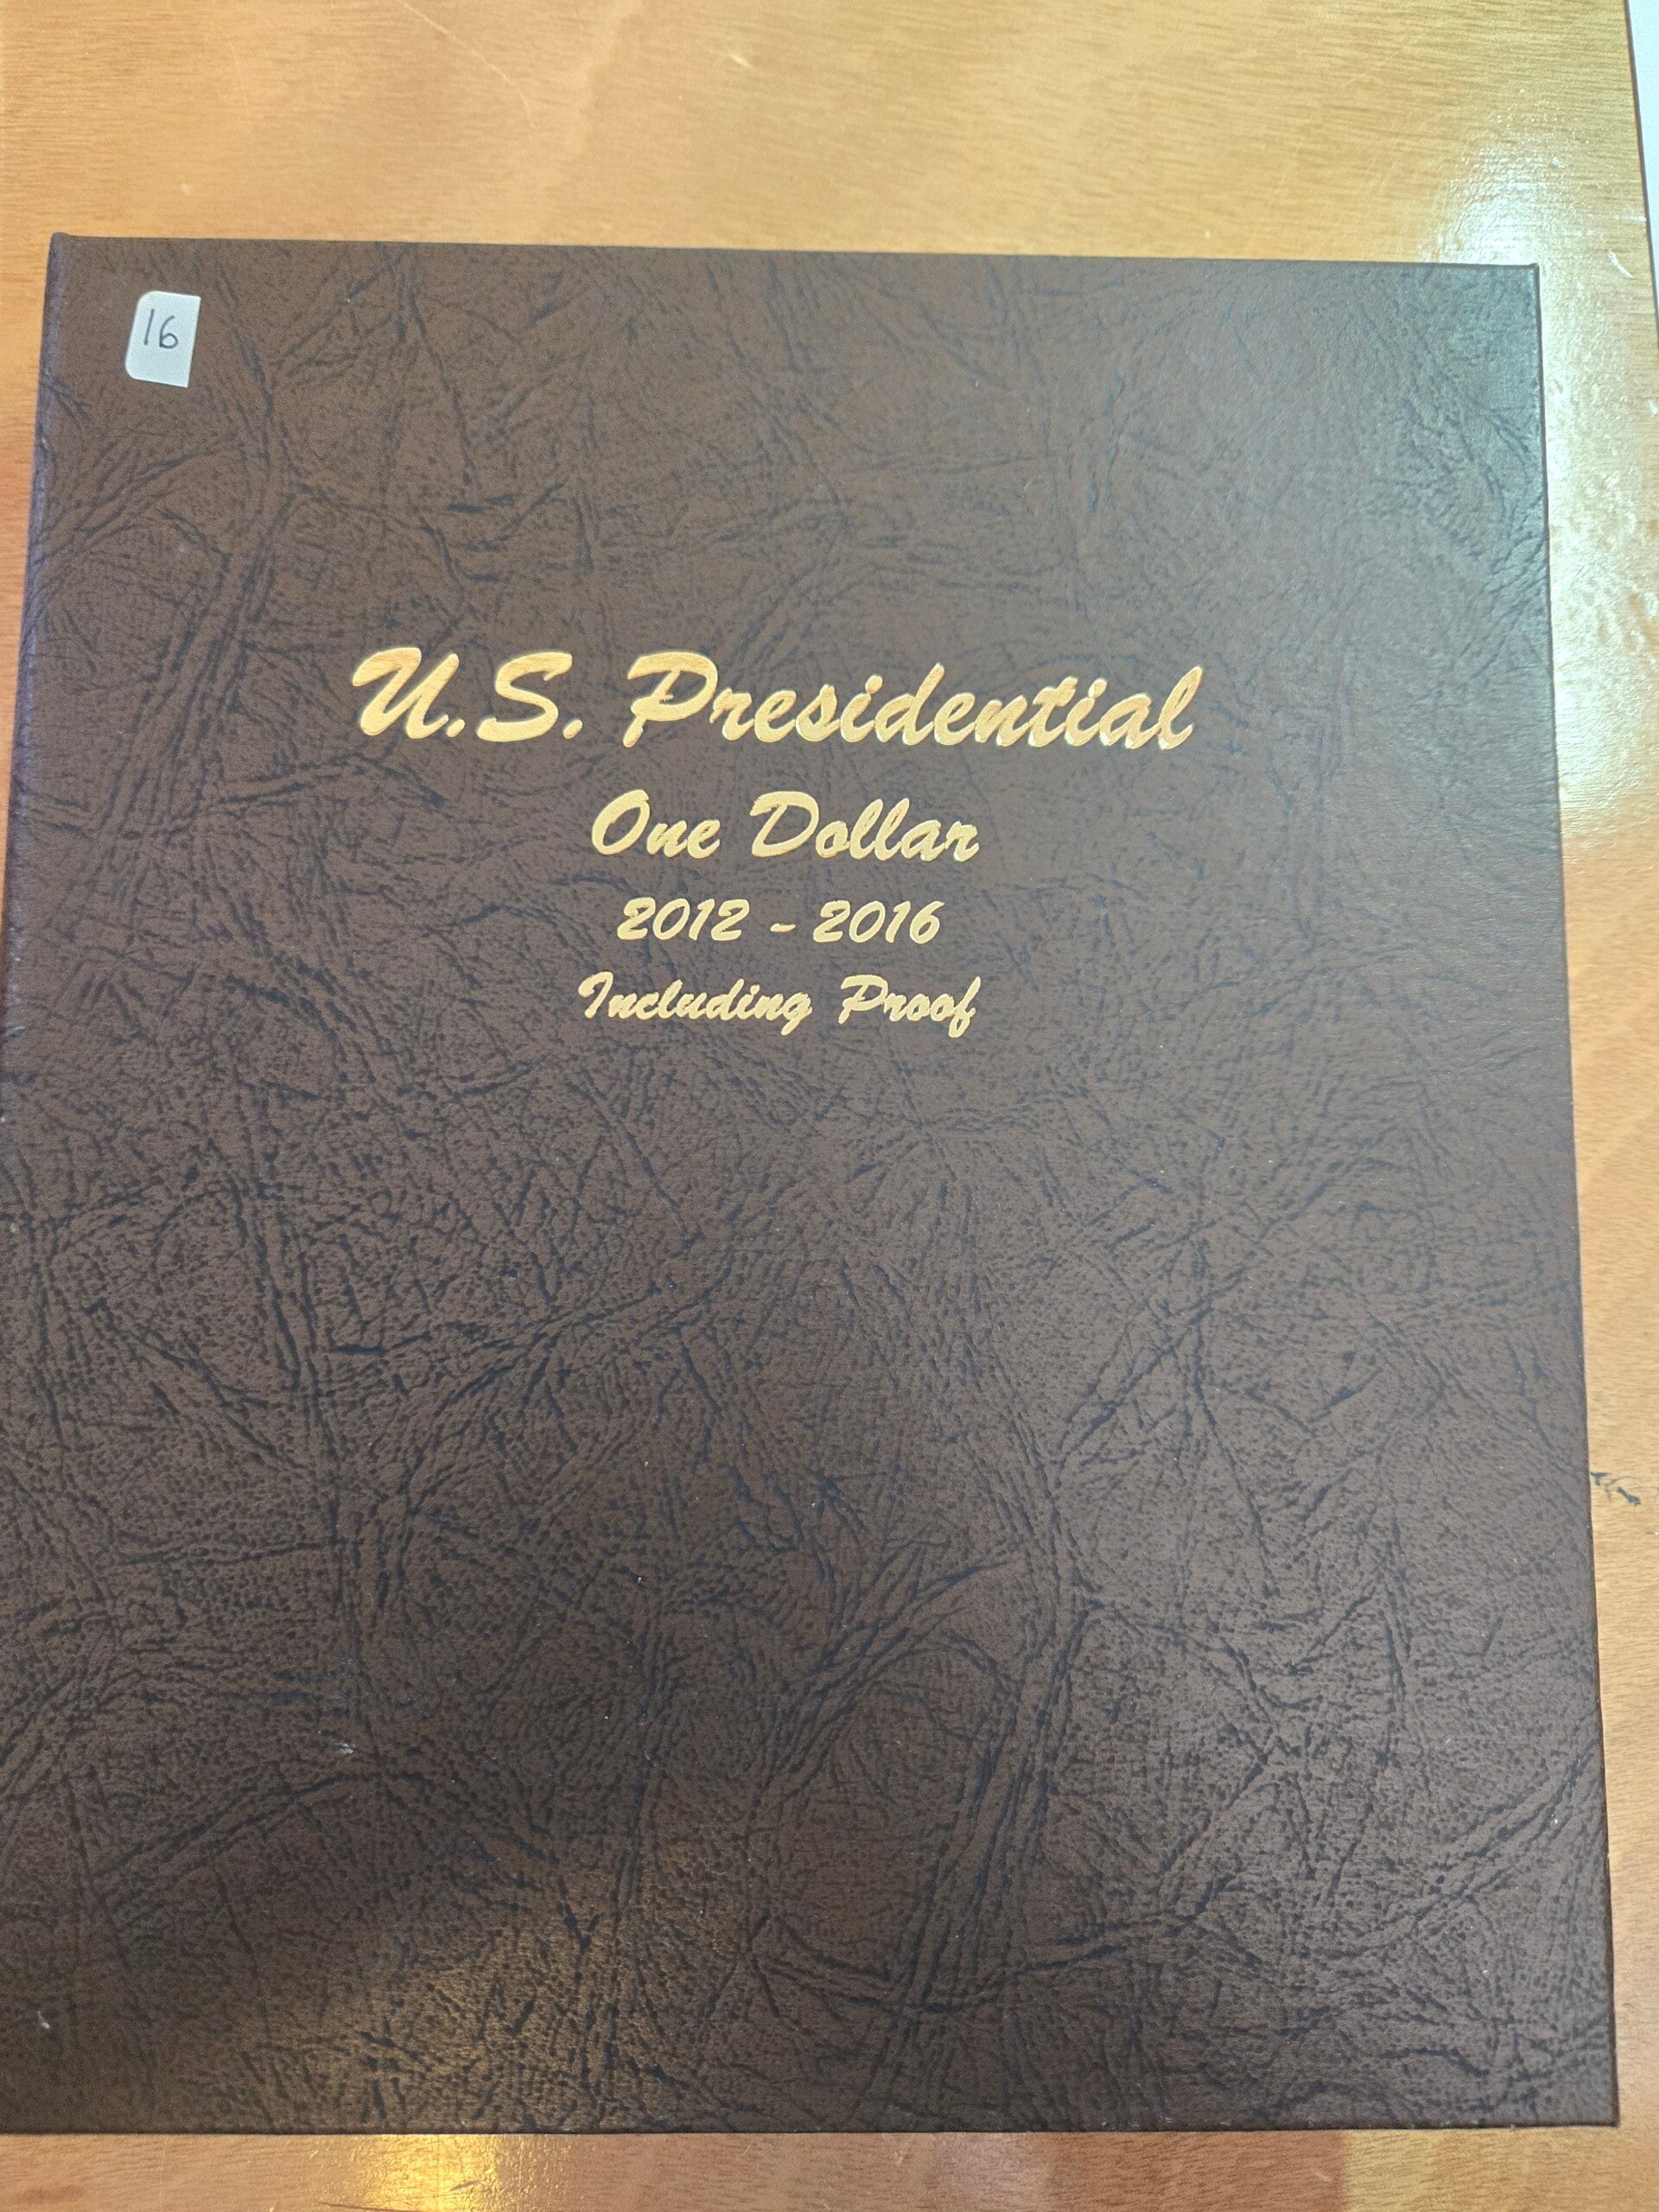 16
U.S. Presidential
One Dollar
2012 - 2016
Including Proof